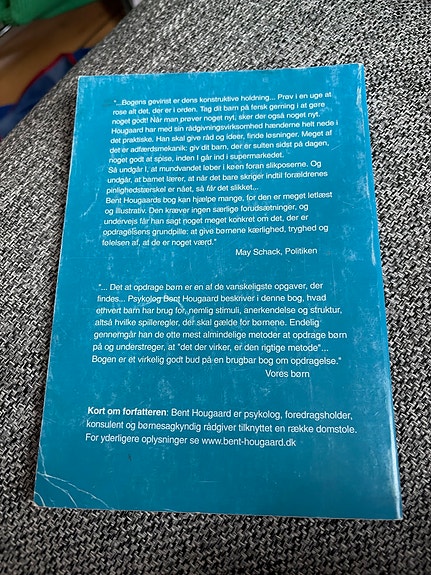 "...Bogens gevinst er dens konstruktive holdning... Prøv i en uge at
rose alt det, der er i orden. Tag dit barn på fersk gerning i at gøre
noget godt! Når man prøver noget nyt, sker der også noget nyt.
Hougaard har med sin rådgivningsvirksomhed hænderne helt nede i
det praktiske. Han skal give råd og ideer, finde løsninger. Meget af
det er adfærdsmekanik: giv dit barn, der er sulten sidst på dagen,
noget godt at spise, inden I går ind i supermarkedet.
Så undgår I, at mundvandet løber i køen foran slikposerne. Og
undgår, at barnet lærer, at når det bare skriger indtil forældrenes
pinlighedstærskel er nået, så får det slikket...
Bent Hougaards bog kan hjælpe mange, for den er meget letlæst
og illustrativ. Den kræver ingen særlige forudsætninger, og
undervejs får han sagt noget meget konkret om det, der er
opdragelsens grundpille: at give børnene kærlighed, tryghed og
følelsen af, at de er noget værd."
May Schack, Politiken
"... Det at opdrage børn er en af de vanskeligste opgaver, der
findes... Psykolog Bent Hougaard beskriver i denne bog, hvad
ethvert barn har brug for, nemlig stimuli, anerkendelse og struktur,
altså hvilke spilleregler, der skal gælde for børnene. Endelig
gennemgår han de otte mest almindelige metoder at opdrage børn
på og understreger, at "det der virker, er den rigtige metode"...
Bogen er et virkelig godt bud på en brugbar bog om opdragelse."
Vores børn
Kort om forfatteren: Bent Hougaard er psykolog, foredragsholder,
konsulent og børnesagkyndig rådgiver tilknyttet en række domstole.
For yderligere oplysninger se www.bent-hougaard.dk